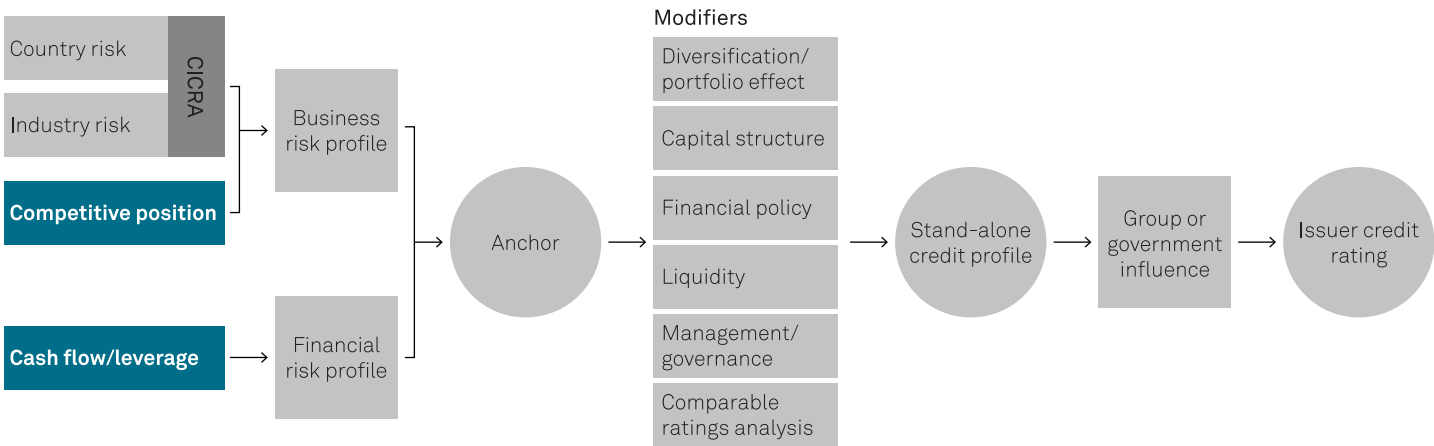 Country risk
Industry risk
CICRA
Competitive position
Cash flow/leverage
Business
risk profile
Financial
risk profile
Anchor
Modifiers
Diversification/
portfolio effect
Capital structure
Financial policy
Liquidity
Management/
governance
Comparable
ratings analysis
Stand-alone
credit profile
Group or
government
influence
Issuer credit
rating